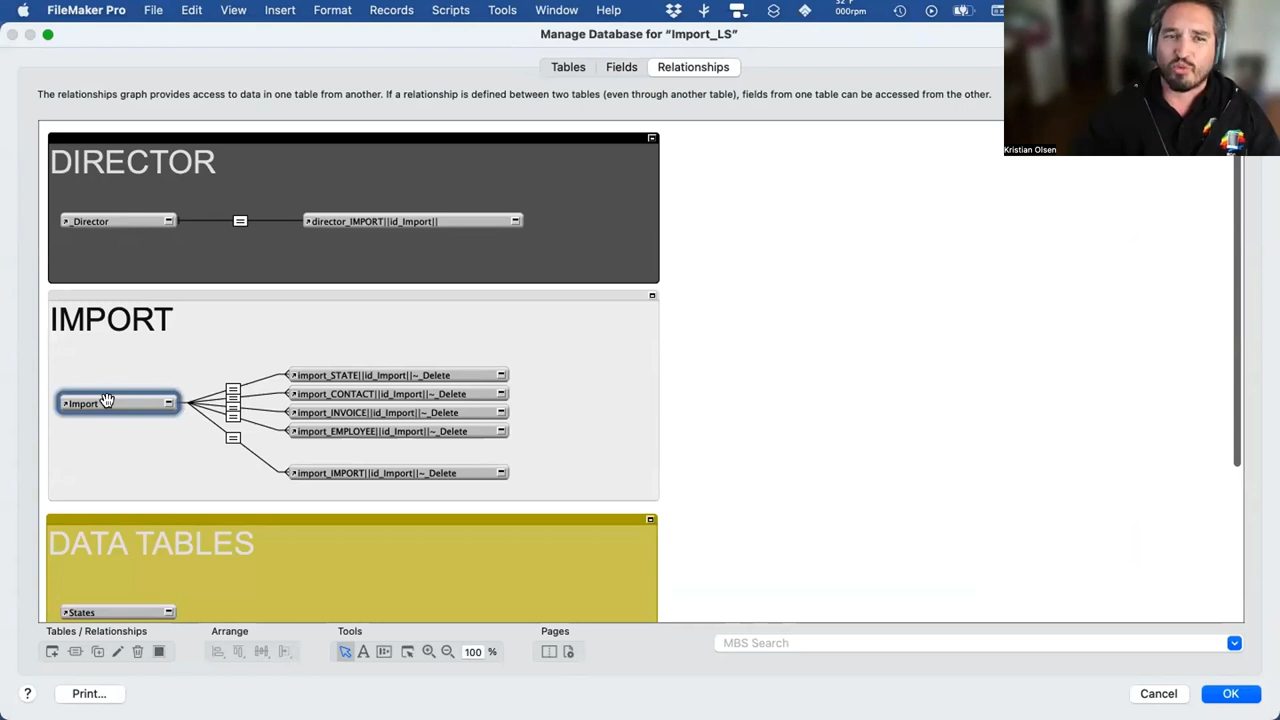 FileMaker Pro File Edit View Insert Format Records Scripts Tools Window Help 000rpm
Manage Database for “Import_LS”
Tables Fields Relationships
The relationships graph provides access to data in one table from another. If a relationship is defined between two tables (even through another table), fields from one table can be accessed from the other.
Kristian Olsen
DIRECTOR
_Director
director_IMPORT||id_Import||
IMPORT
Import
import_STATE||id_Import||~_Delete
import_CONTACT||id_Import||~_Delete
import_INVOICE||id_Import||~_Delete
import_EMPLOYEE||id_Import||~_Delete
import_IMPORT||id_Import||~_Delete
DATA TABLES
States
Tables / Relationships Arrange Tools Pages
100 %
MBS Search
? Print... Cancel OK